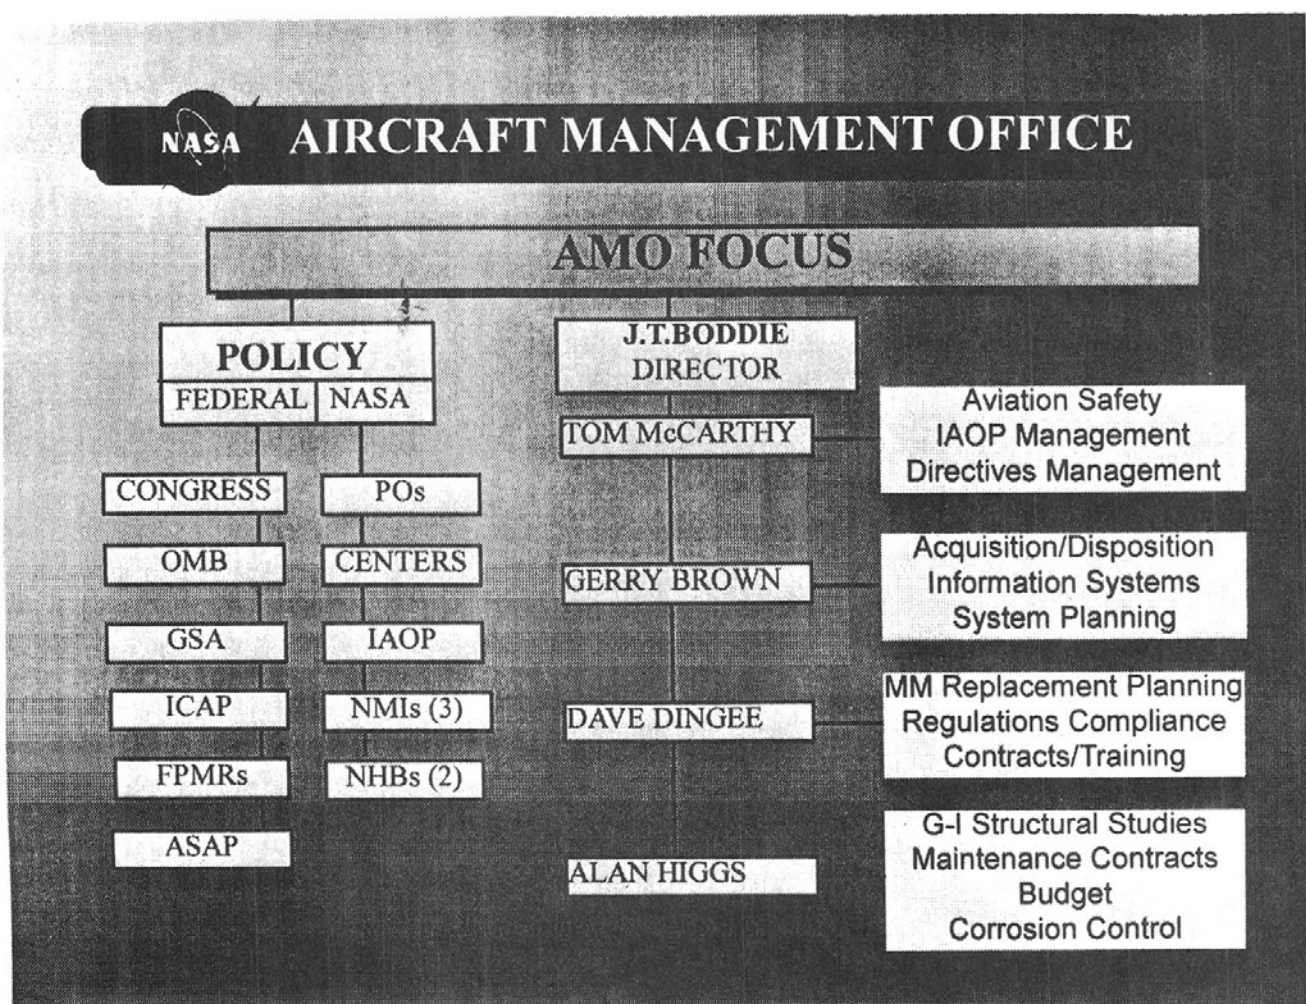 NASA
AIRCRAFT MANAGEMENT OFFICE
AMO FOCUS
POLICY
FEDERAL
NASA
CONGRESS
OMB
GSA
ICAP
FPMRs
ASAP
POs
CENTERS
IAOP
NMIs (3)
NHBs (2)
J.T.BODDIE
DIRECTOR
TOM McCARTHY
Aviation Safety
IAOP Management
Directives Management
GERRY BROWN
Acquisition/Disposition
Information Systems
System Planning
DAVE DINGEE
MM Replacement Planning
Regulations Compliance
Contracts/Training
ALAN HIGGS
G-I Structural Studies
Maintenance Contracts
Budget
Corrosion Control